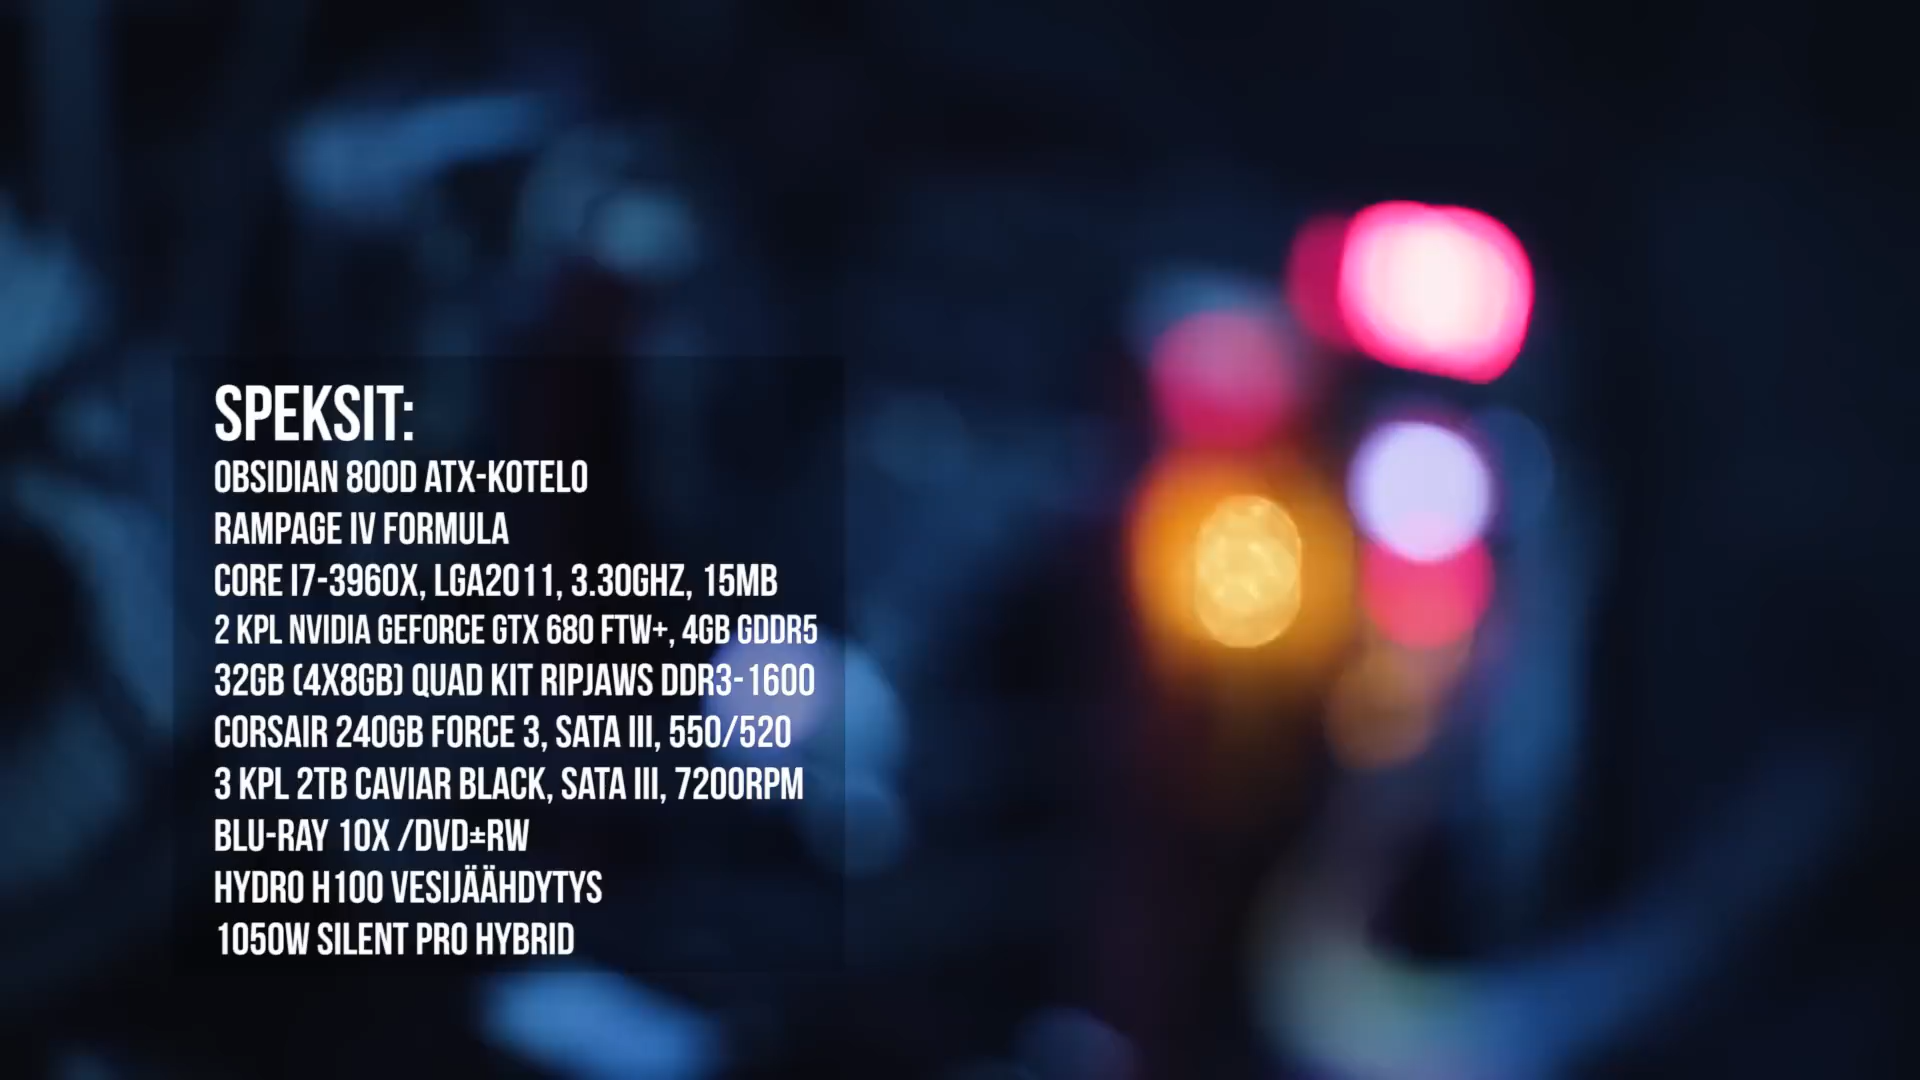 SPEKSIT:
OBSIDIAN 800D ATX-KOTELO
RAMPAGE IV FORMULA
CORE I7-3960X, LGA2011, 3.30GHZ, 15MB
2 KPL NVIDIA GEFORCE GTX 680 FTW+, 4GB GDDR5
32GB (4X8GB) QUAD KIT RIPJAWS DDR3-1600
CORSAIR 240GB FORCE 3, SATA III, 550/520
3 KPL 2TB CAVIAR BLACK, SATA III, 7200RPM
BLU-RAY 10X /DVD±RW
HYDRO H100 VESIJÄÄHDYTYS
1050W SILENT PRO HYBRID